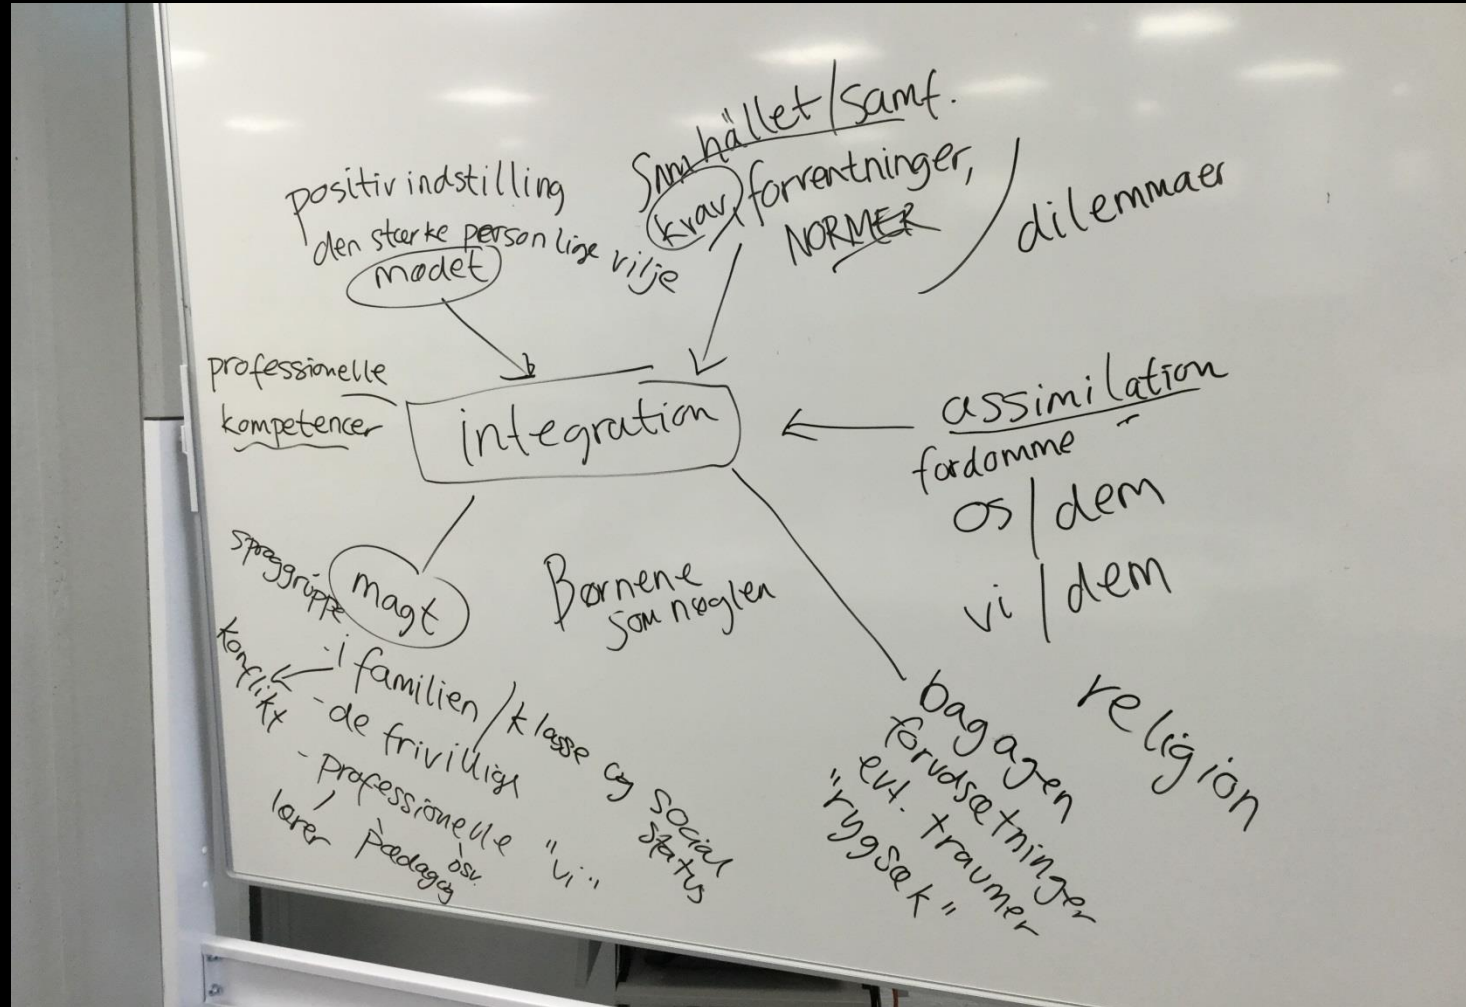 positiv indstilling
den stærke personlige vilje
mødet
Samhället/samf.
krav, forventninger,
NORMER
dilemmaer
professionelle
kompetencer
integration
assimilation
fordomme
os/dem
vi/dem
religion
sproggruppe
magt
- i familien/klasse og social
status
konflikt
- de frivillige
- professionelle "vi"
lærer pædagog osv.
Børnene
som nøglen
bagagen
forudsætninger
evt. traumer
"rygsæk"